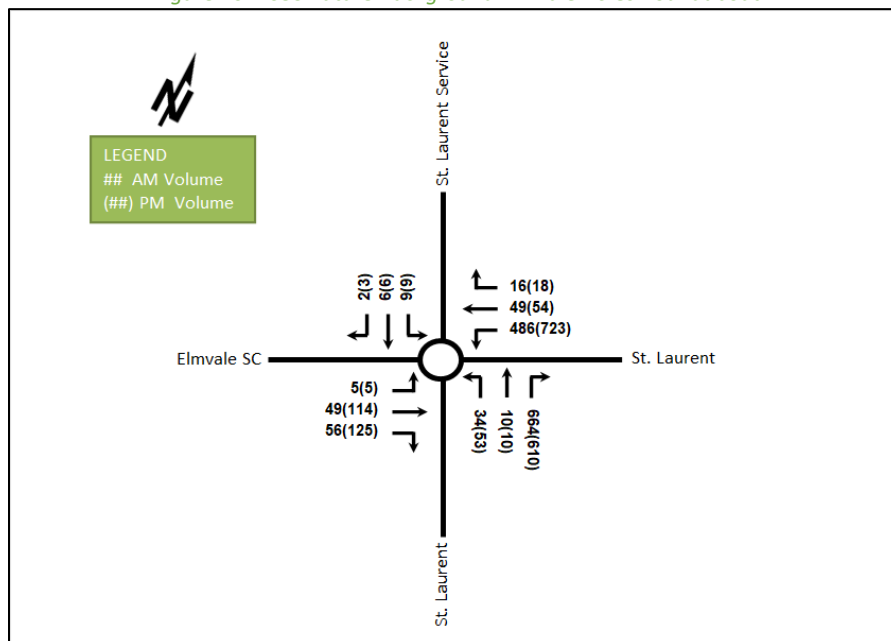 N
LEGEND
## AM Volume
(##) PM Volume
St. Laurent Service
2(3)
6(6)
9(9)
16(18)
49(54)
486(723)
Elmvale SC
St. Laurent
5(5)
49(114)
56(125)
34(53)
10(10)
664(610)
St. Laurent